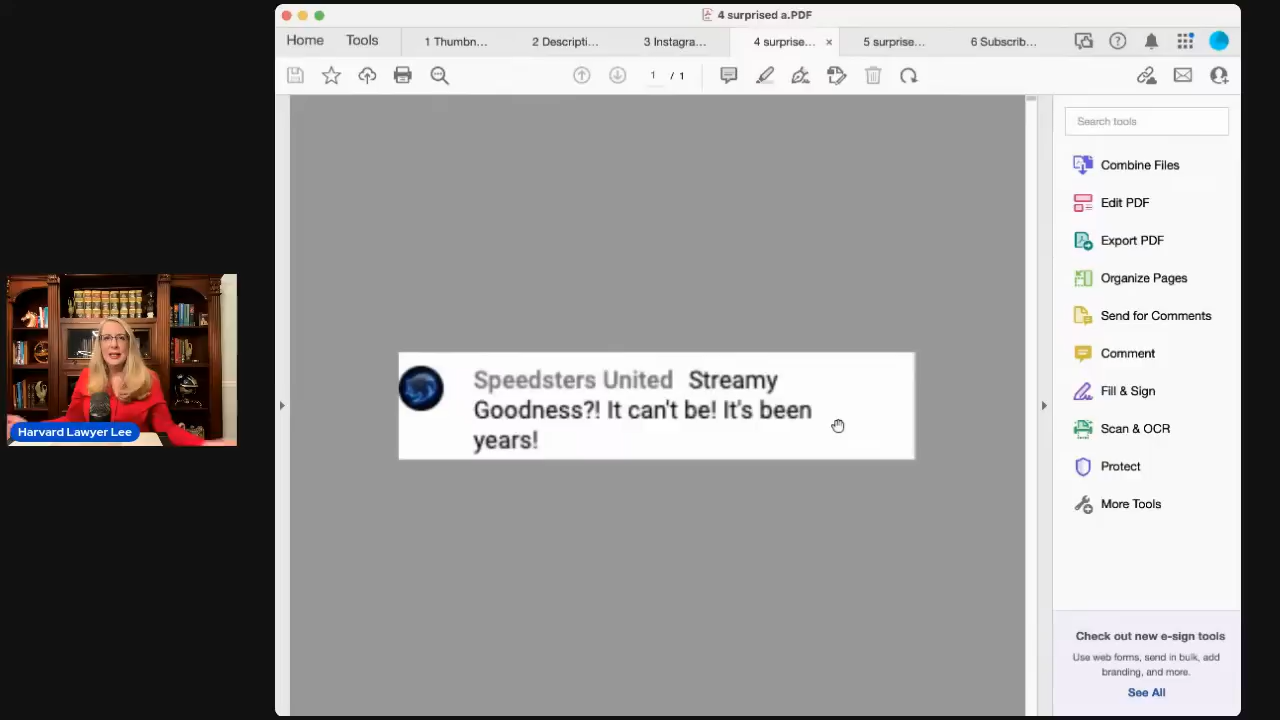 4 surprised a.PDF
Home Tools 1 Thumbn... 2 Descripti... 3 Instagra... 4 surprise... × 5 surprise... 6 Subscrib...
1 / 1
Search tools
Combine Files
Edit PDF
Export PDF
Organize Pages
Send for Comments
Comment
Fill & Sign
Scan & OCR
Protect
More Tools
Speedsters United Streamy
Goodness?! It can't be! It's been
years!
Harvard Lawyer Lee
Check out new e-sign tools
Use web forms, send in bulk, add
branding, and more.
See All